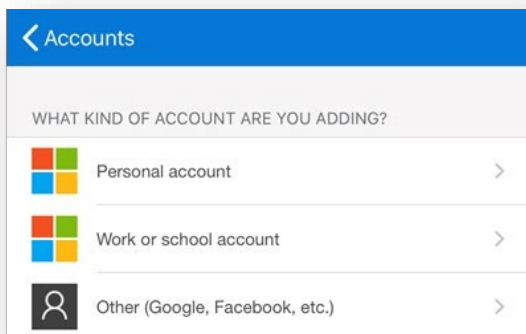 Accounts
WHAT KIND OF ACCOUNT ARE YOU ADDING?
Personal account
Work or school account
Other (Google, Facebook, etc.)